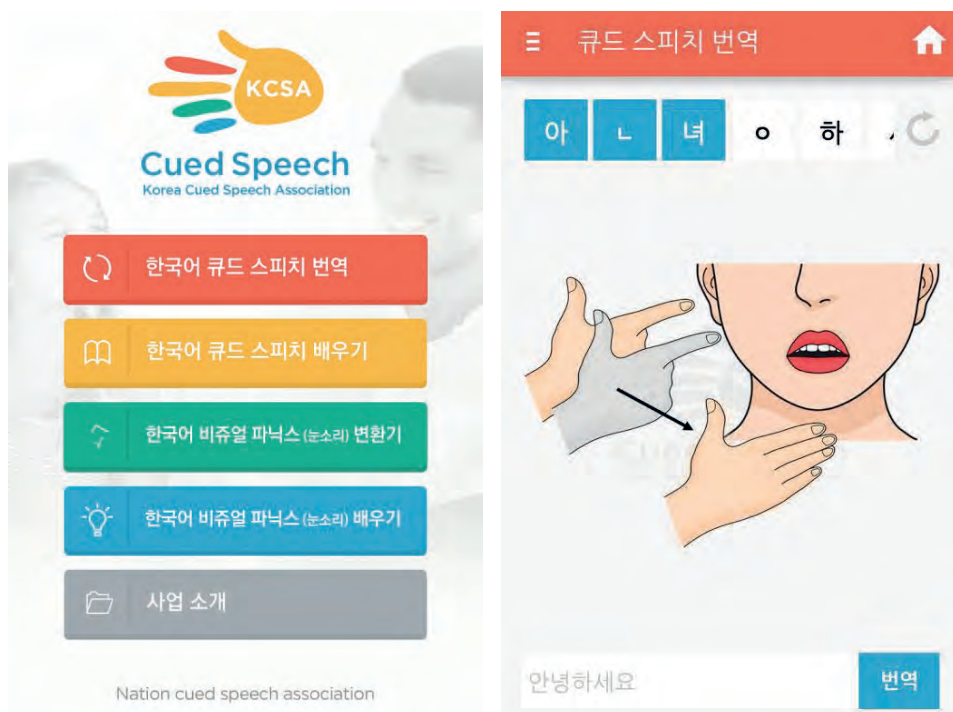 KCSA
Cued Speech
Korea Cued Speech Association
한국어 큐드 스피치 번역
한국어 큐드 스피치 배우기
한국어 비쥬얼 파닉스 (눈소리) 변환기
한국어 비쥬얼 파닉스 (눈소리) 배우기
사업 소개
Nation cued speech association
큐드 스피치 번역
아 ㄴ 녀 ㅇ 하
안녕하세요 번역